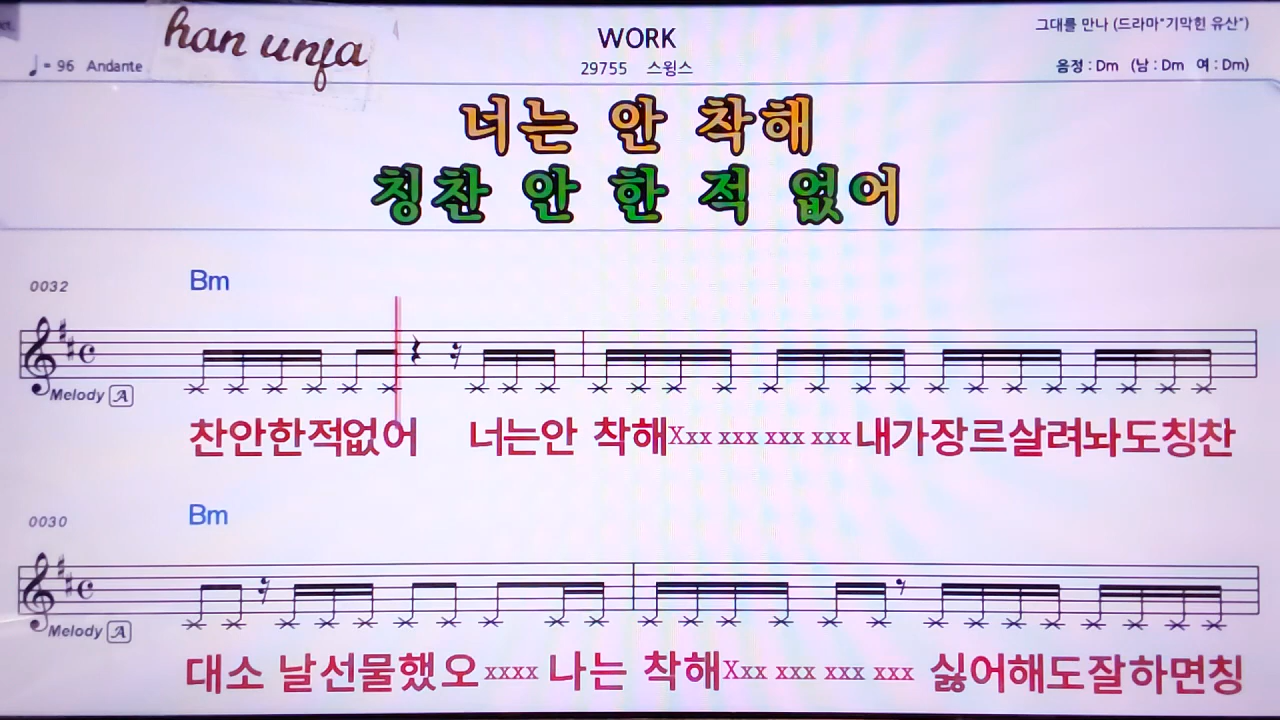 han unja
WORK
그대를 만나 (드라마"기막힌 유산")
♩= 96 Andante
29755 스윙스
음정 : Dm (남 : Dm 여 : Dm)
너는 안 착해
칭찬 안 한 적 없어
0032
Bm
Melody A
찬안한적없어 너는안 착해Xxx xxx xxx xxx내가장르살려놔도칭찬
0030
Bm
Melody A
대소 날선물했오xxxx 나는 착해Xxx xxx xxx xxx 싫어해도잘하면칭